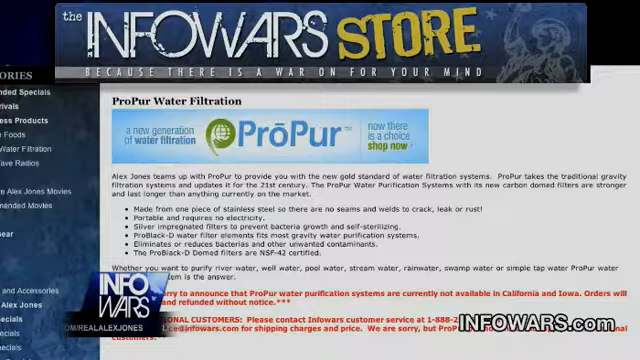 the INFOWARS STORE
BECAUSE THERE IS A WAR ON FOR YOUR MIND
ORIES
nded Specials
rrivals
ess Products
e Foods
Water Filtration
ave Radios
e Alex Jones Movies
mended Movies
ear
and Accessories
Alex Jones
ecials
ecials
ProPur Water Filtration
a new generation
of water filtration
PrōPur™
now there
is a choice
shop now
Alex Jones teams up with ProPur to provide you with the new gold standard of water filtration systems. ProPur takes the traditional gravity
filtration systems and updates it for the 21st century. The ProPur Water Purification Systems with its new carbon domed filters are stronger
and last longer than anything currently on the market.
• Made from one piece of stainless steel so there are no seams and welds to crack, leak or rust!
• Portable and requires no electricity.
• Silver impregnated filters to prevent bacteria growth and self-sterilizing.
• ProBlack-D water filter elements fits most gravity water purification systems.
• Eliminates or reduces bacteria and other unwanted contaminants.
• The ProBlack-D Domed filters are NSF-42 certified.
Whether you want to purify river water, well water, pool water, stream water, rainwater, swamp water or simple tap water ProPur water
em is the answer.
rry to announce that ProPur water purification systems are currently not available in California and Iowa. Orders will
and refunded without notice.***
ONAL CUSTOMERS: Please contact Infowars customer service at 1-888-2
infowars.com for shipping charges and price. We are sorry, but ProP
customers.
INFO
WARS
.COM/REALALEXJONES
INFOWARS.com